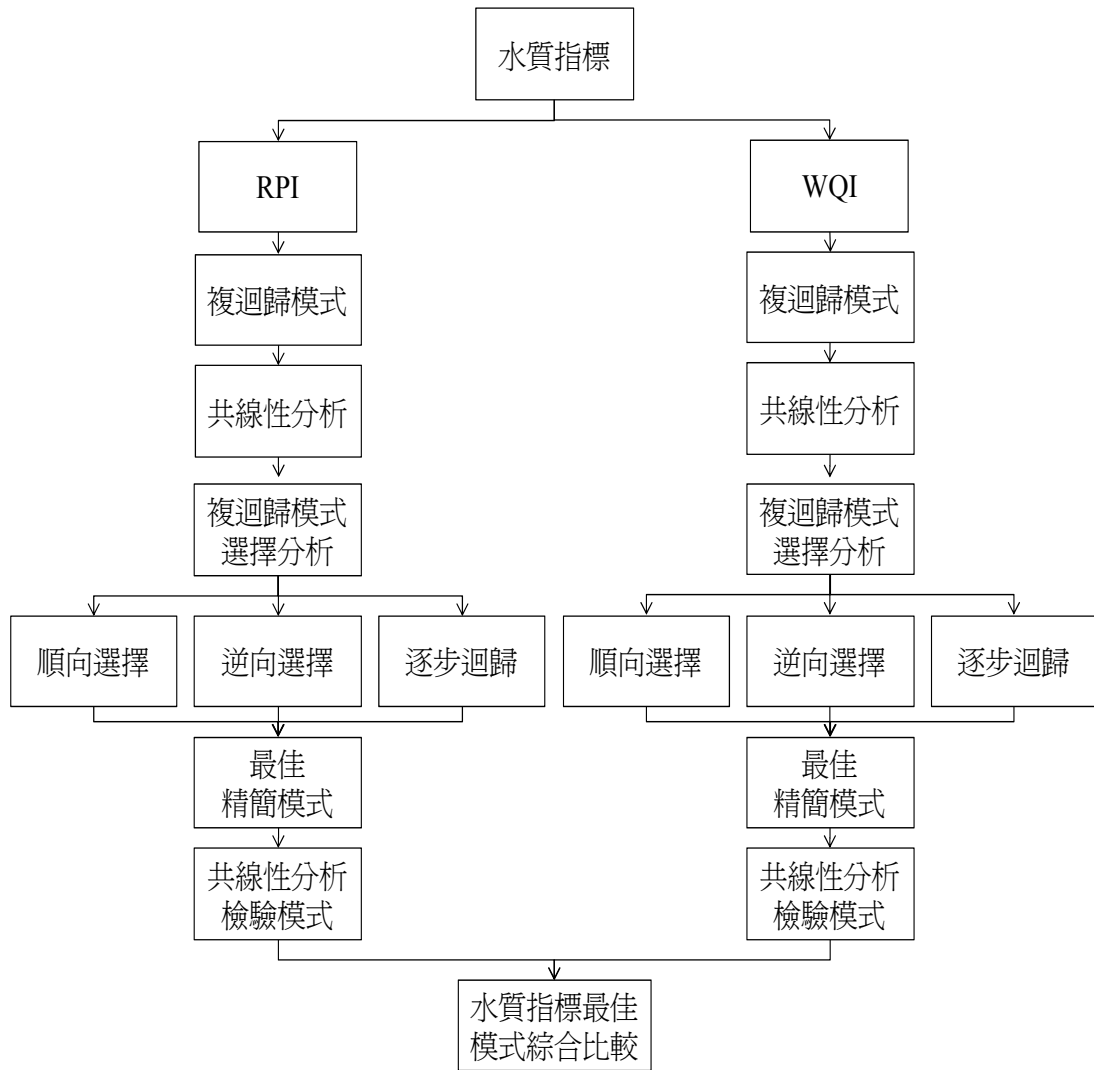 水質指標
RPI
WQI
複迴歸模式
複迴歸模式
共線性分析
共線性分析
複迴歸模式
選擇分析
複迴歸模式
選擇分析
順向選擇
逆向選擇
逐步迴歸
順向選擇
逆向選擇
逐步迴歸
最佳
精簡模式
最佳
精簡模式
共線性分析
檢驗模式
共線性分析
檢驗模式
水質指標最佳
模式綜合比較